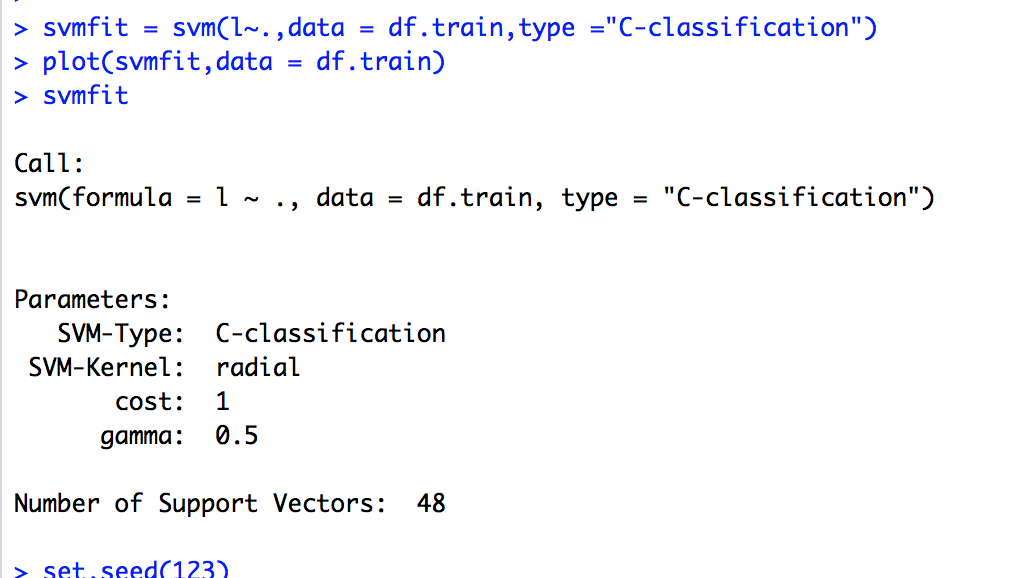 >
> svmfit = svm(l~.,data = df.train,type ="C-classification")
> plot(svmfit,data = df.train)
> svmfit
Call:
svm(formula = l ~ ., data = df.train, type = "C-classification")
Parameters:
SVM-Type: C-classification
SVM-Kernel: radial
cost: 1
gamma: 0.5
Number of Support Vectors: 48
> set.seed(123)